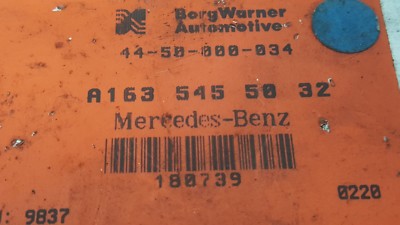 BorgWarner
Automotive
44-50-000-034
A163 545 50 32
Mercedes-Benz
180739
0220
: 9837